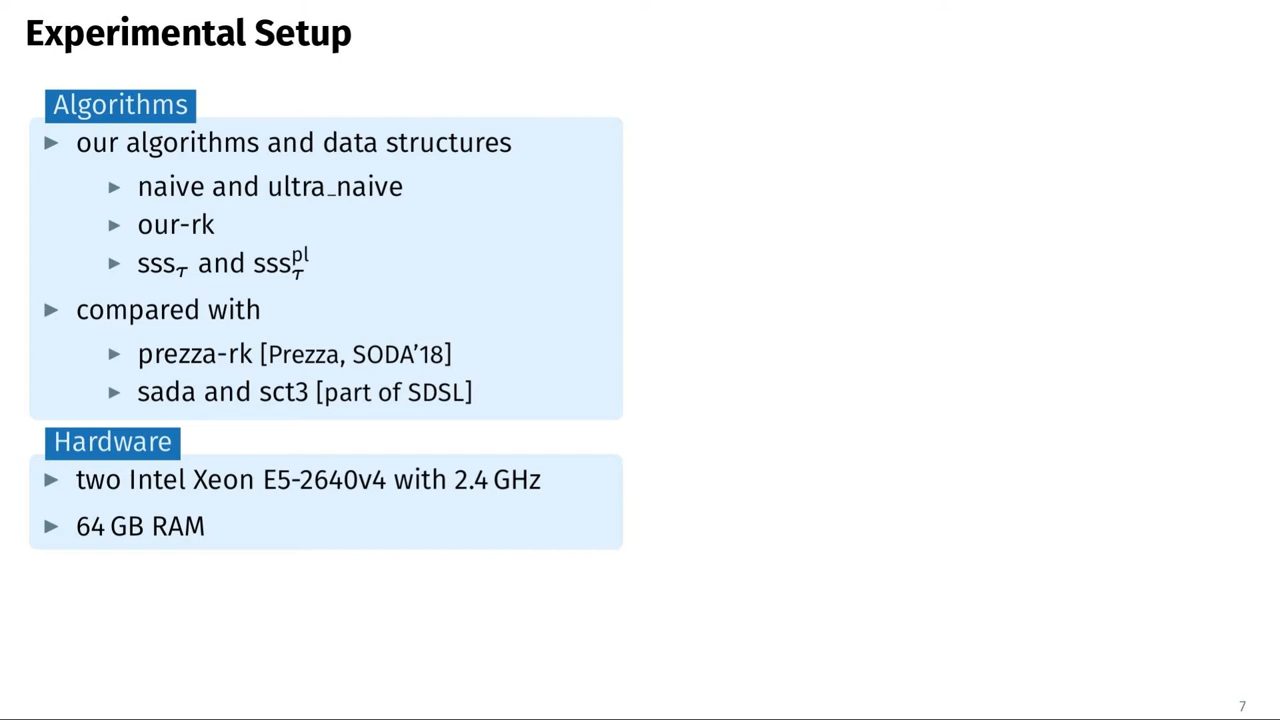 Experimental Setup
Algorithms
▶ our algorithms and data structures
▶ naive and ultra_naive
▶ our-rk
▶ sss_τ and sss_τ^pl
▶ compared with
▶ prezza-rk [Prezza, SODA’18]
▶ sada and sct3 [part of SDSL]
Hardware
▶ two Intel Xeon E5-2640v4 with 2.4 GHz
▶ 64 GB RAM
7